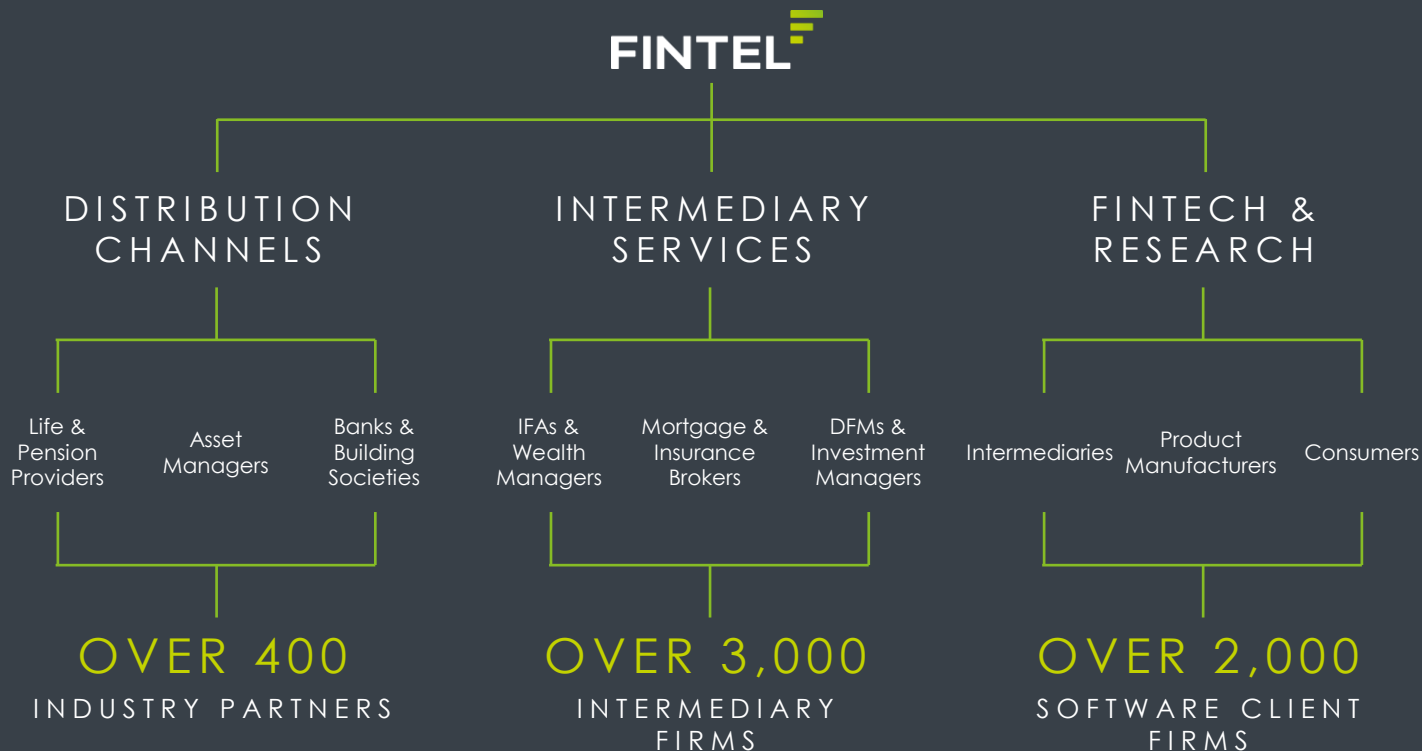 FINTEL
DISTRIBUTION
CHANNELS
INTERMEDIARY
SERVICES
FINTECH &
RESEARCH
Life &
Pension
Providers
Asset
Managers
Banks &
Building
Societies
IFAs &
Wealth
Managers
Mortgage &
Insurance
Brokers
DFMs &
Investment
Managers
Intermediaries
Product
Manufacturers
Consumers
OVER 400
INDUSTRY PARTNERS
OVER 3,000
INTERMEDIARY
FIRMS
OVER 2,000
SOFTWARE CLIENT
FIRMS